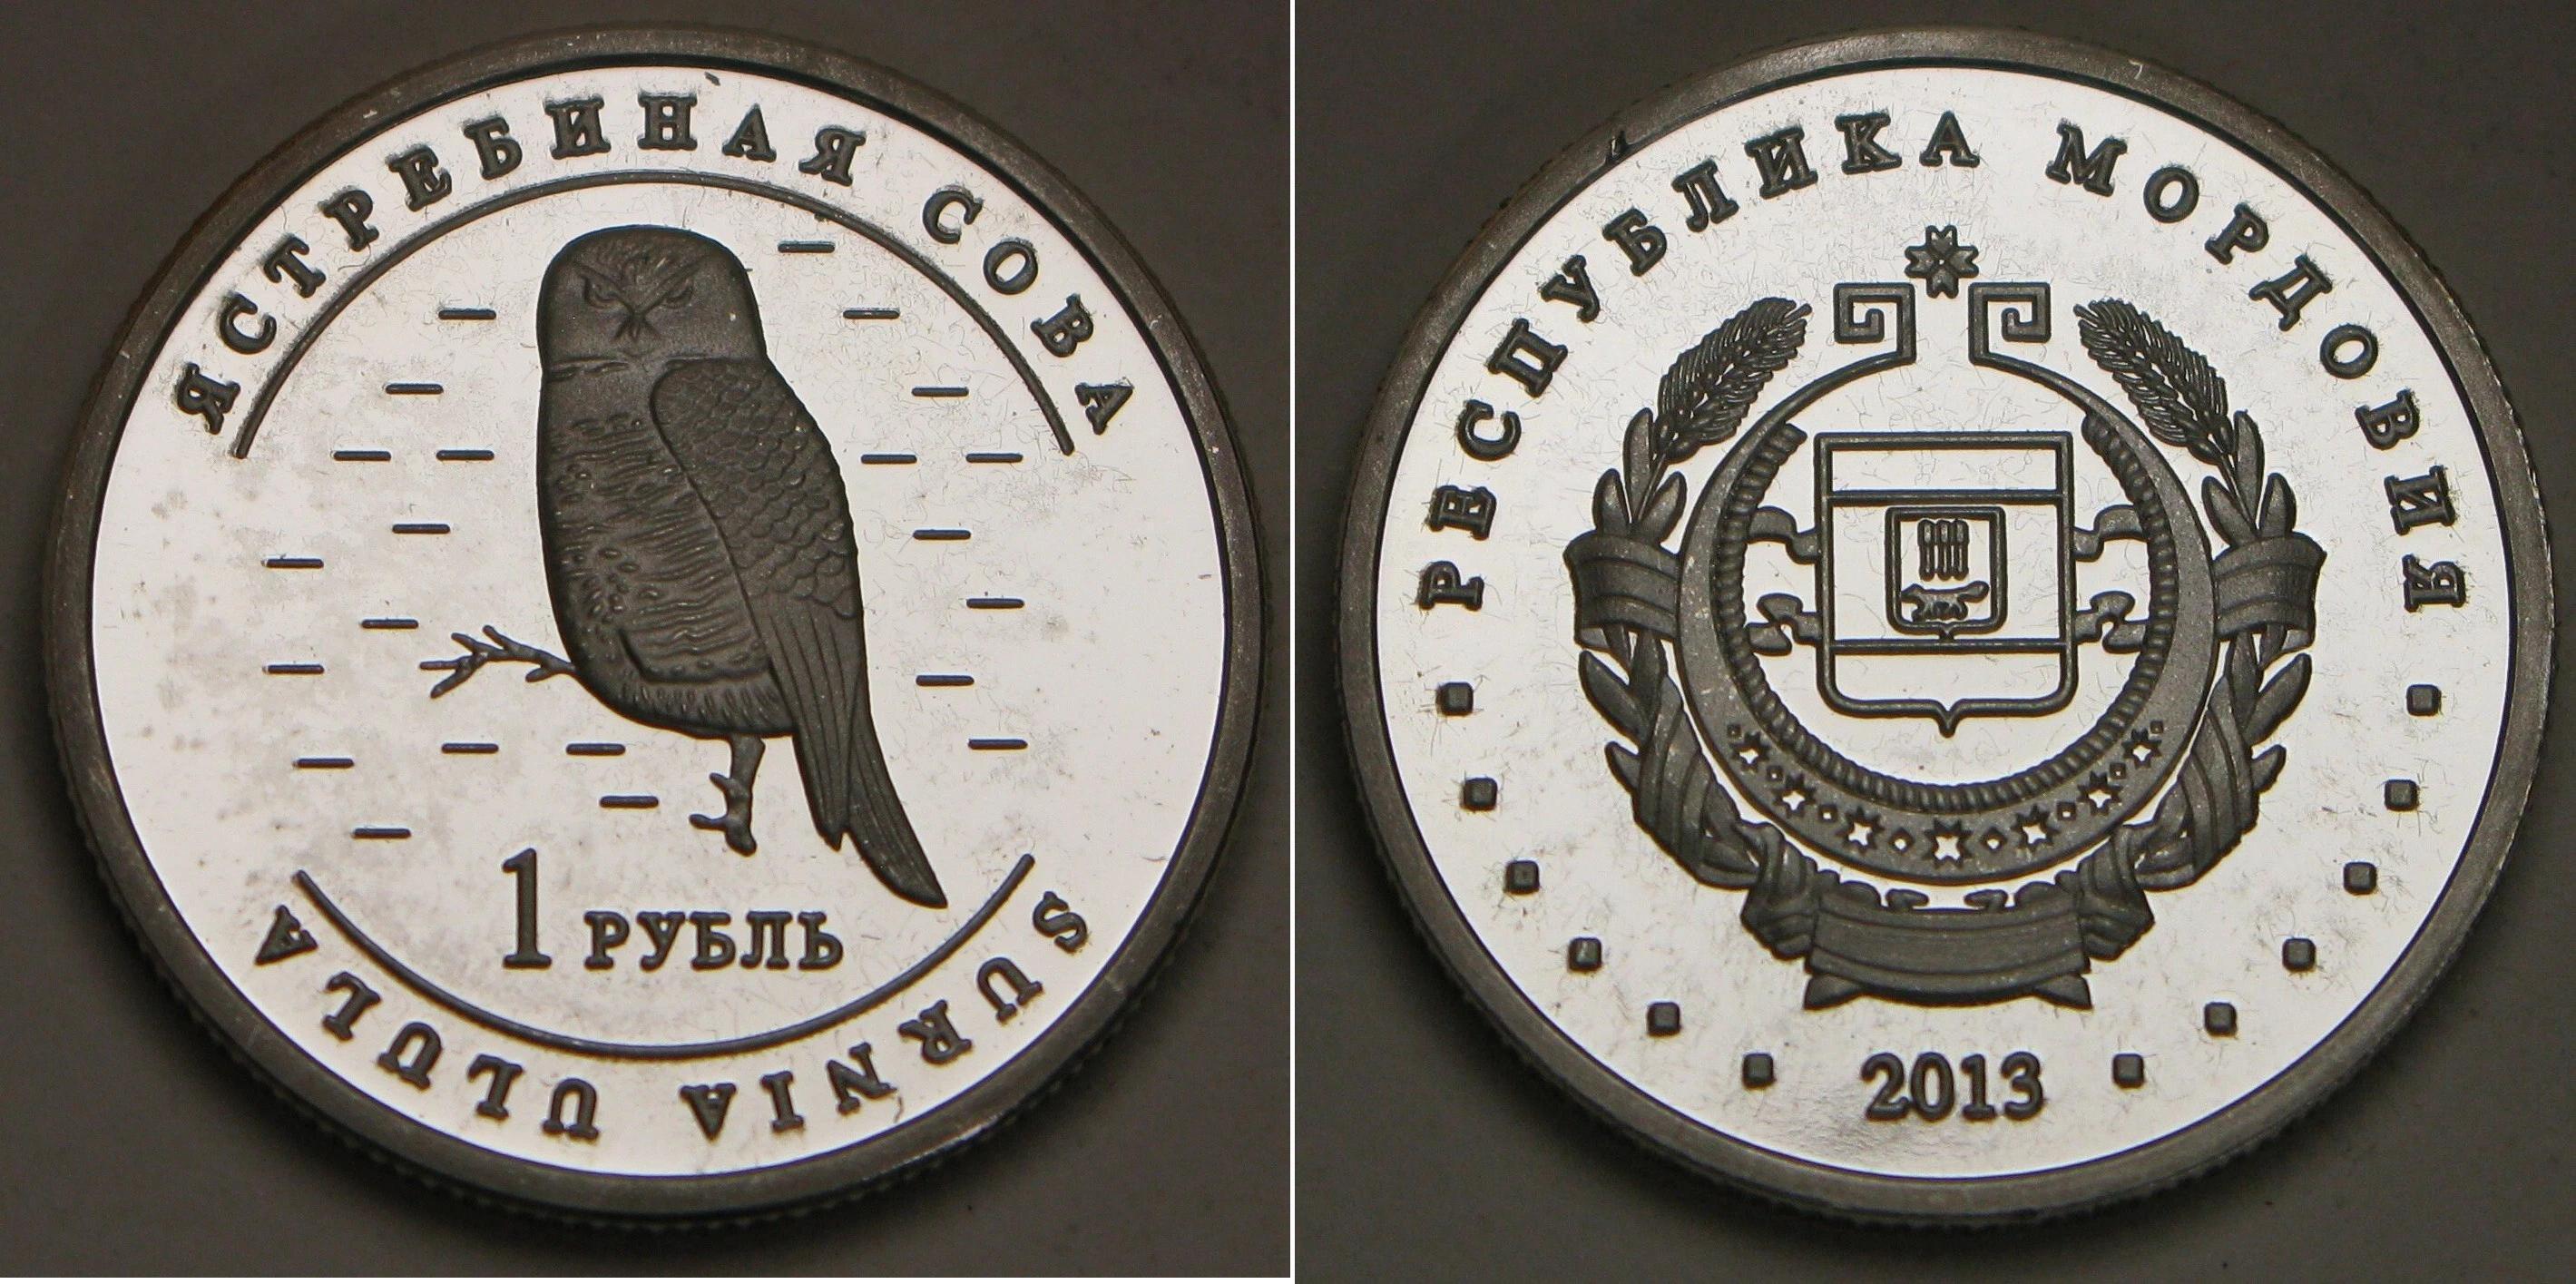 ЯСТРЕБИНАЯ СОВА
1 РУБЛЬ
SURNIA ULULA
РЕСПУБЛИКА МОРДОВИЯ
2013